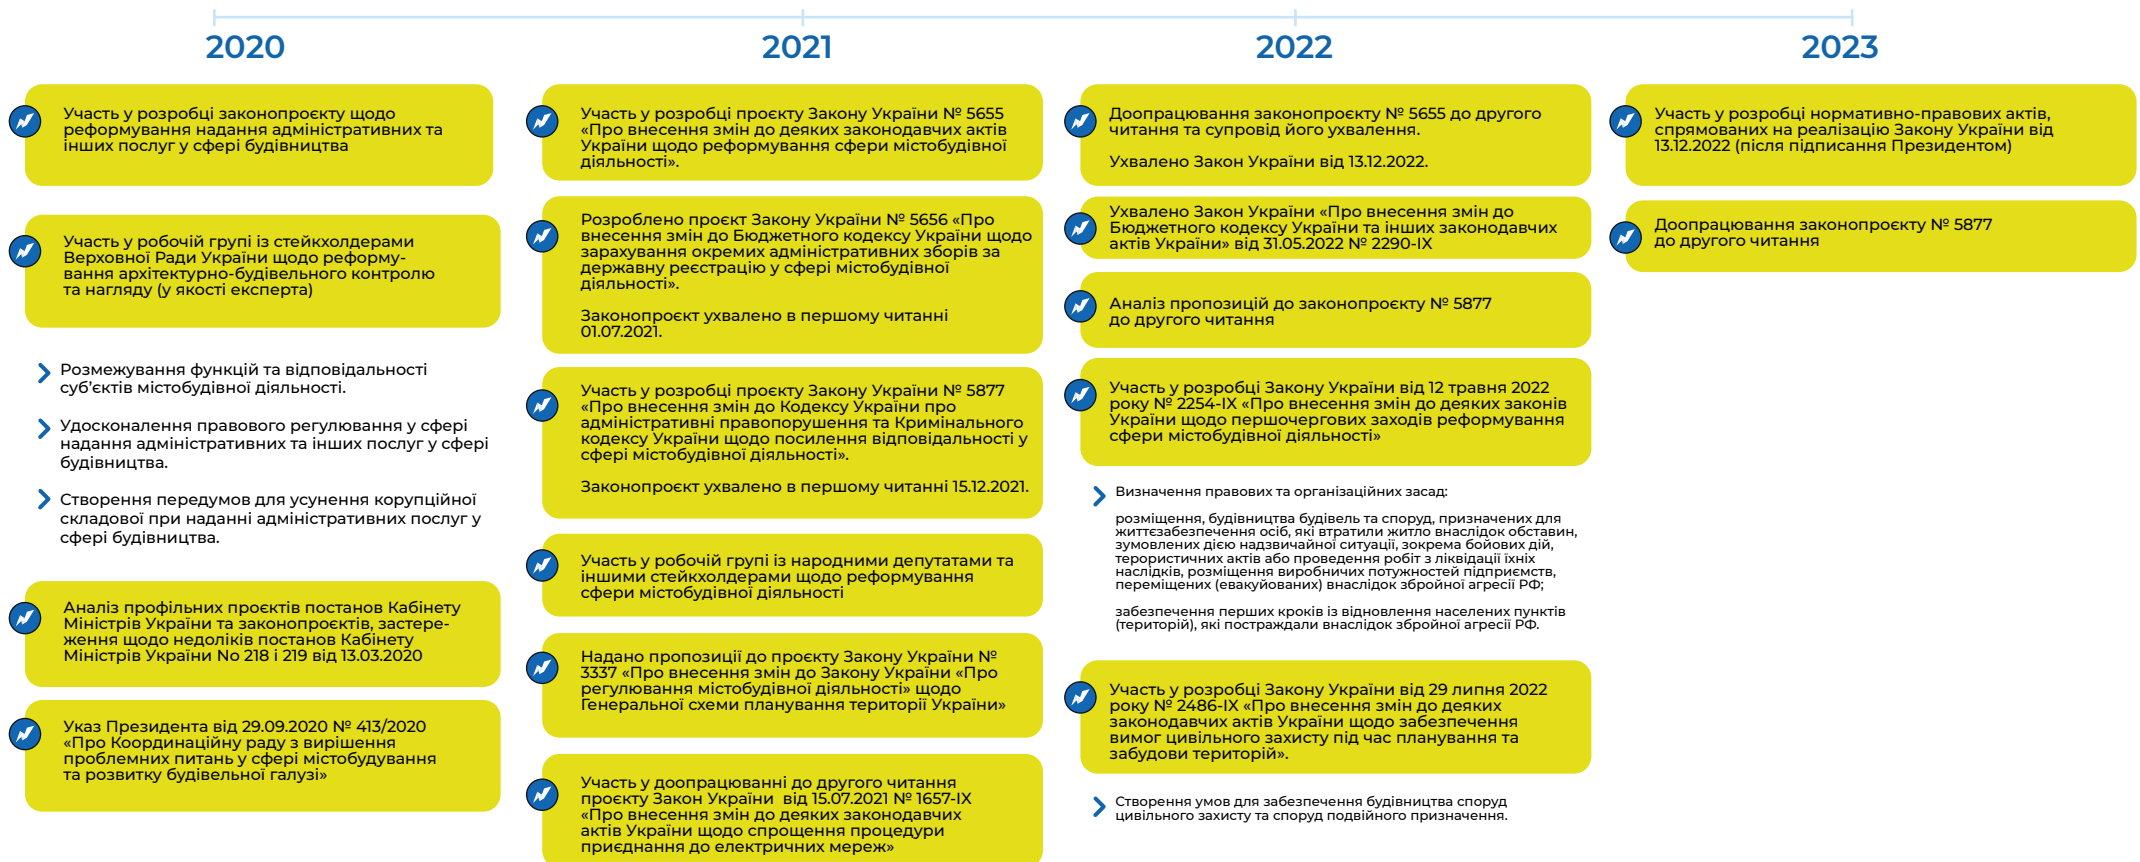 2020
2021
2022
2023
Участь у розробці законопроєкту щодо
реформування надання адміністративних та
інших послуг у сфері будівництва
Участь у робочій групі із стейкхолдерами
Верховної Ради України щодо реформу-
вання архітектурно-будівельного контролю
та нагляду (у якості експерта)
Розмежування функцій та відповідальності
суб’єктів містобудівної діяльності.
Удосконалення правового регулювання у сфері
надання адміністративних та інших послуг у сфері
будівництва.
Створення передумов для усунення корупційної
складової при наданні адміністративних послуг у
сфері будівництва.
Аналіз профільних проєктів постанов Кабінету
Міністрів України та законопроєктів, застере-
ження щодо недоліків постанов Кабінету
Міністрів України No 218 і 219 від 13.03.2020
Указ Президента від 29.09.2020 № 413/2020
«Про Координаційну раду з вирішення
проблемних питань у сфері містобудування
та розвитку будівельної галузі»
Участь у розробці проєкту Закону України № 5655
«Про внесення змін до деяких законодавчих актів
України щодо реформування сфери містобудівної
діяльності».
Розроблено проєкт Закону України № 5656 «Про
внесення змін до Бюджетного кодексу України щодо
зарахування окремих адміністративних зборів за
державну реєстрацію у сфері містобудівної
діяльності».
Законопроєкт ухвалено в першому читанні
01.07.2021.
Участь у розробці проєкту Закону України № 5877
«Про внесення змін до Кодексу України про
адміністративні правопорушення та Кримінального
кодексу України щодо посилення відповідальності у
сфері містобудівної діяльності».
Законопроєкт ухвалено в першому читанні 15.12.2021.
Участь у робочій групі із народними депутатами та
іншими стейкхолдерами щодо реформування
сфери містобудівної діяльності
Надано пропозиції до проєкту Закону України №
3337 «Про внесення змін до Закону України «Про
регулювання містобудівної діяльності» щодо
Генеральної схеми планування території України»
Участь у доопрацюванні до другого читання
проєкту Закон України від 15.07.2021 № 1657-IX
«Про внесення змін до деяких законодавчих
актів України щодо спрощення процедури
приєднання до електричних мереж»
Доопрацювання законопроєкту № 5655 до другого
читання та супровід його ухвалення.
Ухвалено Закон України від 13.12.2022.
Ухвалено Закон України «Про внесення змін до
Бюджетного кодексу України та інших законодавчих
актів України» від 31.05.2022 № 2290-IX
Аналіз пропозицій до законопроєкту № 5877
до другого читання
Участь у розробці Закону України від 12 травня 2022
року № 2254-IX «Про внесення змін до деяких законів
України щодо першочергових заходів реформування
сфери містобудівної діяльності»
Визначення правових та організаційних засад:
розміщення, будівництва будівель та споруд, призначених для
життєзабезпечення осіб, які втратили житло внаслідок обставин,
зумовлених дією надзвичайної ситуації, зокрема бойових дій,
терористичних актів або проведення робіт з ліквідації їхніх
наслідків, розміщення виробничих потужностей підприємств,
переміщених (евакуйованих) внаслідок збройної агресії РФ;
забезпечення перших кроків із відновлення населених пунктів
(територій), які постраждали внаслідок збройної агресії РФ.
Участь у розробці Закону України від 29 липня 2022
року № 2486-IX «Про внесення змін до деяких
законодавчих актів України щодо забезпечення
вимог цивільного захисту під час планування та
забудови територій».
Створення умов для забезпечення будівництва споруд
цивільного захисту та споруд подвійного призначення.
Участь у розробці нормативно-правових актів,
спрямованих на реалізацію Закону України від
13.12.2022 (після підписання Президентом)
Доопрацювання законопроєкту № 5877
до другого читання